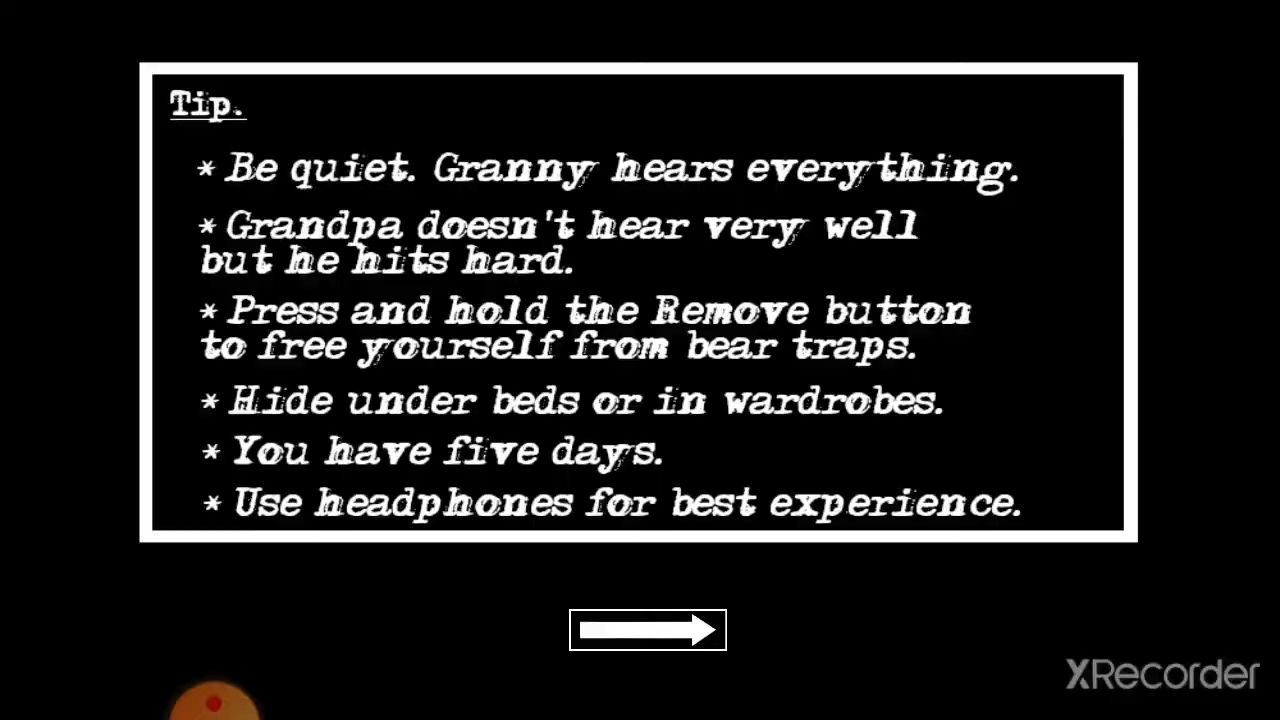 Tip.
* Be quiet. Granny hears everything.
* Grandpa doesn't hear very well
but he hits hard.
* Press and hold the Remove button
to free yourself from bear traps.
* Hide under beds or in wardrobes.
* You have five days.
* Use headphones for best experience.
XRecorder